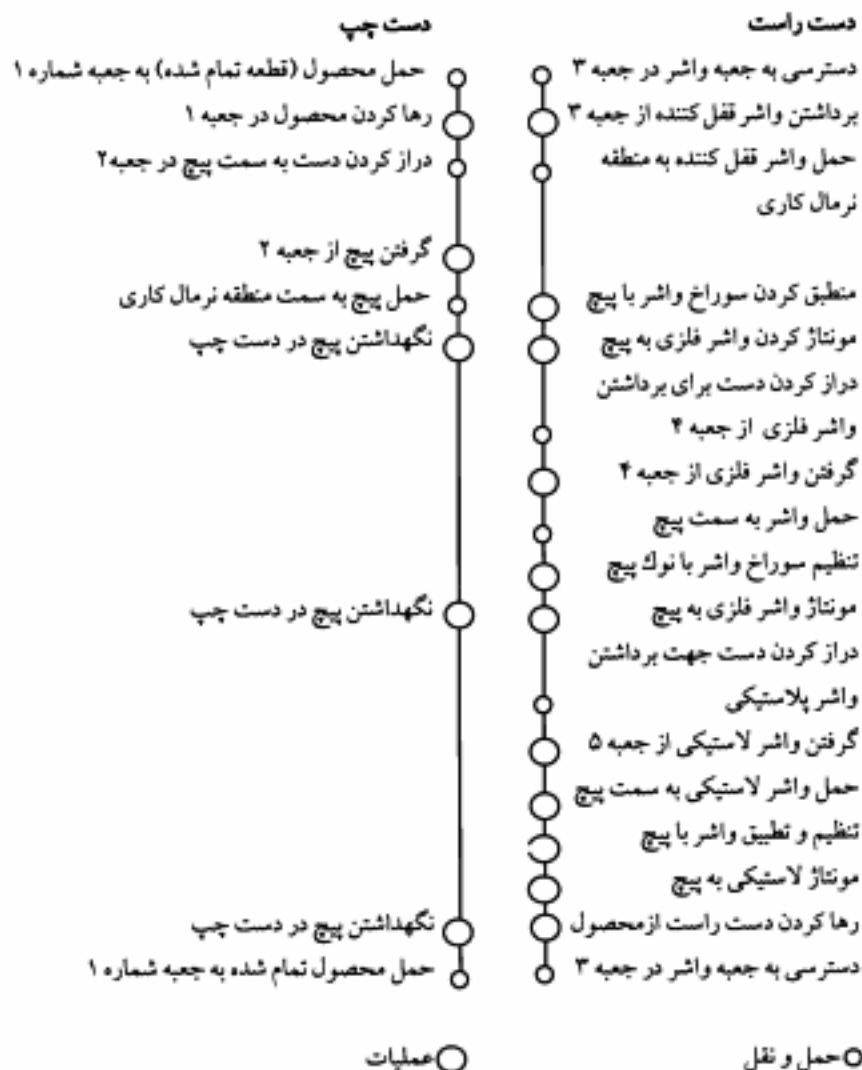 دست راست
دست چپ
دسترسی به جعبه واشر در جعبه ۳
حمل محصول (قطعه تمام شده) به جعبه شماره ۱
برداشتن واشر قفل کننده از جعبه ۳
رها کردن محصول در جعبه ۱
حمل واشر قفل کننده به منطقه
دراز کردن دست به سمت پیچ در جعبه۲
نرمال کاری
گرفتن پیچ از جعبه ۲
منطبق کردن سوراخ واشر با پیچ
حمل پیچ به سمت منطقه نرمال کاری
مونتاژ کردن واشر فلزی به پیچ
نگهداشتن پیچ در دست چپ
دراز کردن دست برای برداشتن
واشر فلزی از جعبه ۴
گرفتن واشر فلزی از جعبه ۴
حمل واشر به سمت پیچ
تنظیم سوراخ واشر با نوك پیچ
مونتاژ واشر فلزی به پیچ
نگهداشتن پیچ در دست چپ
دراز کردن دست جهت برداشتن
واشر پلاستیکی
گرفتن واشر لاستیکی از جعبه ۵
حمل واشر لاستیکی به سمت پیچ
تنظیم و تطبیق واشر با پیچ
مونتاژ لاستیکی به پیچ
رها کردن دست راست ازمحصول
نگهداشتن پیچ در دست چپ
دسترسی به جعبه واشر در جعبه ۳
حمل محصول تمام شده به جعبه شماره ۱
حمل و نقل
عملیات